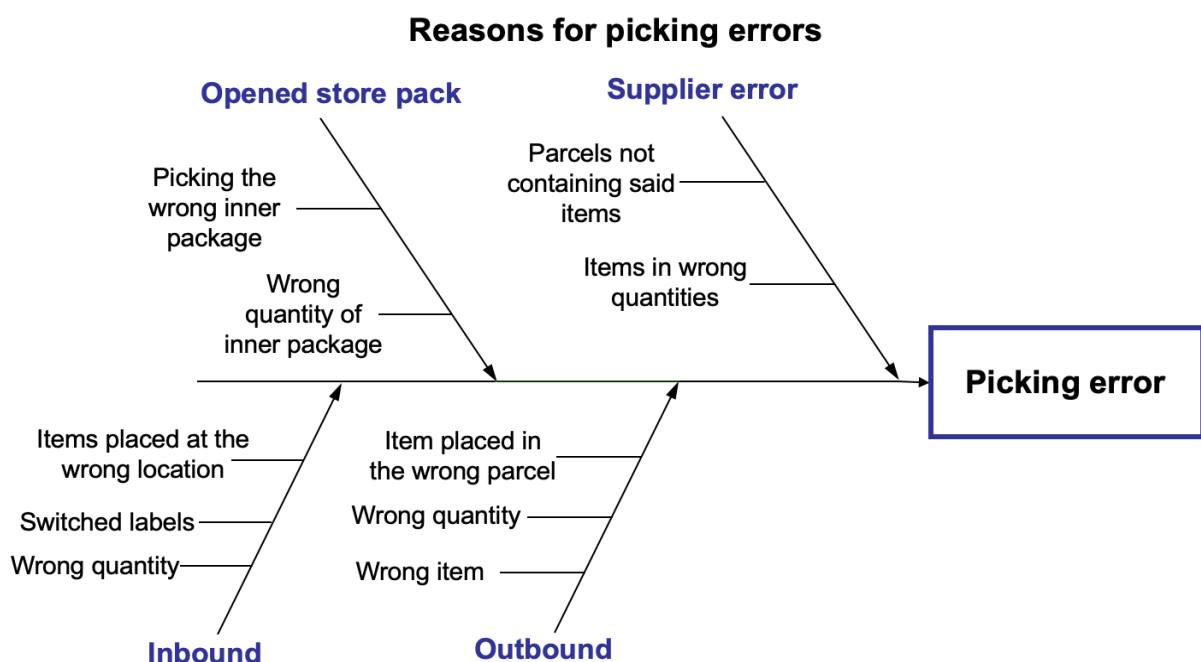 Reasons for picking errors
Opened store pack
Supplier error
Picking the
wrong inner
package
Wrong
quantity of
inner package
Parcels not
containing said
items
Items in wrong
quantities
Picking error
Items placed at the
wrong location
Switched labels
Wrong quantity
Inbound
Item placed in
the wrong parcel
Wrong quantity
Wrong item
Outbound